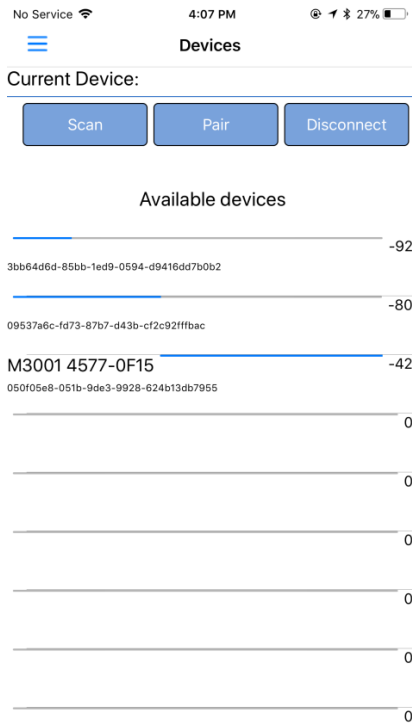 No Service 4:07 PM 27%
Devices
Current Device:
Scan Pair Disconnect
Available devices
-92
3bb64d6d-85bb-1ed9-0594-d9416dd7b0b2
-80
09537a6c-fd73-87b7-d43b-cf2c92fffbac
M3001 4577-0F15 -42
050f05e8-051b-9de3-9928-624b13db7955
0
0
0
0
0
0